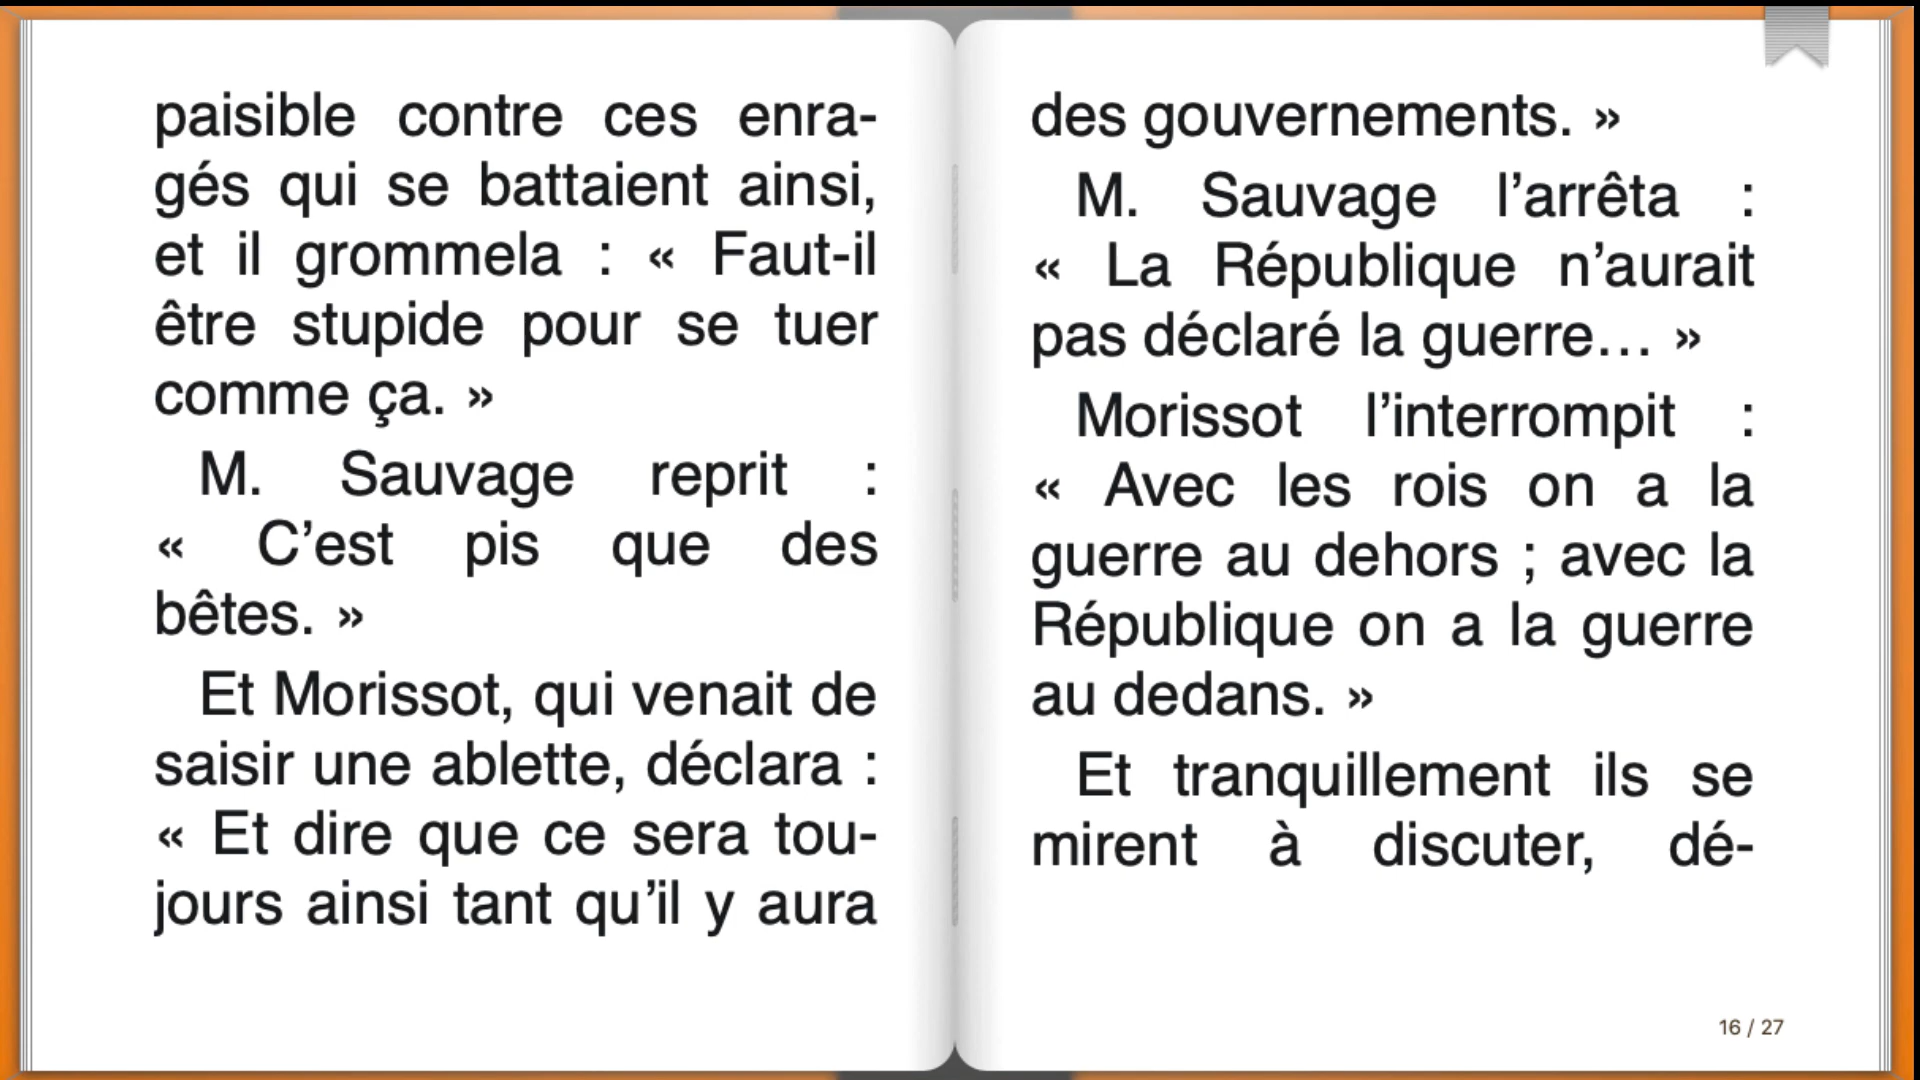 paisible contre ces enra-
gés qui se battaient ainsi,
et il grommela : « Faut-il
être stupide pour se tuer
comme ça. »
M. Sauvage reprit :
« C’est pis que des
bêtes. »
Et Morissot, qui venait de
saisir une ablette, déclara :
« Et dire que ce sera tou-
jours ainsi tant qu’il y aura
des gouvernements. »
M. Sauvage l’arrêta :
« La République n’aurait
pas déclaré la guerre… »
Morissot l’interrompit :
« Avec les rois on a la
guerre au dehors ; avec la
République on a la guerre
au dedans. »
Et tranquillement ils se
mirent à discuter, dé-
16 / 27